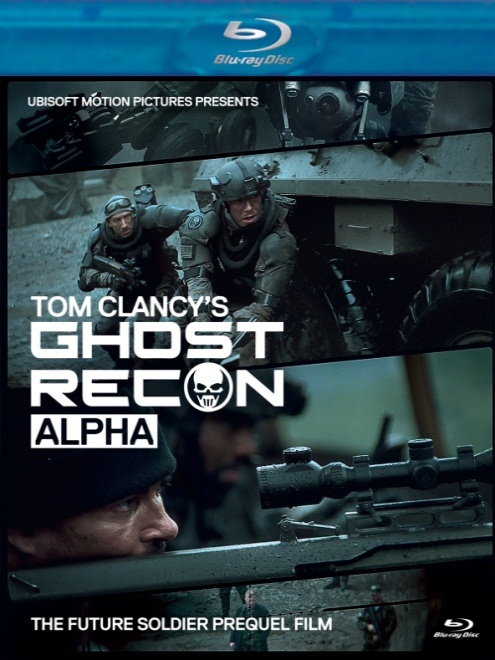 Blu-ray Disc
UBISOFT MOTION PICTURES PRESENTS
TOM CLANCY'S
GHOST
RECON
ALPHA
THE FUTURE SOLDIER PREQUEL FILM
Blu-ray Disc